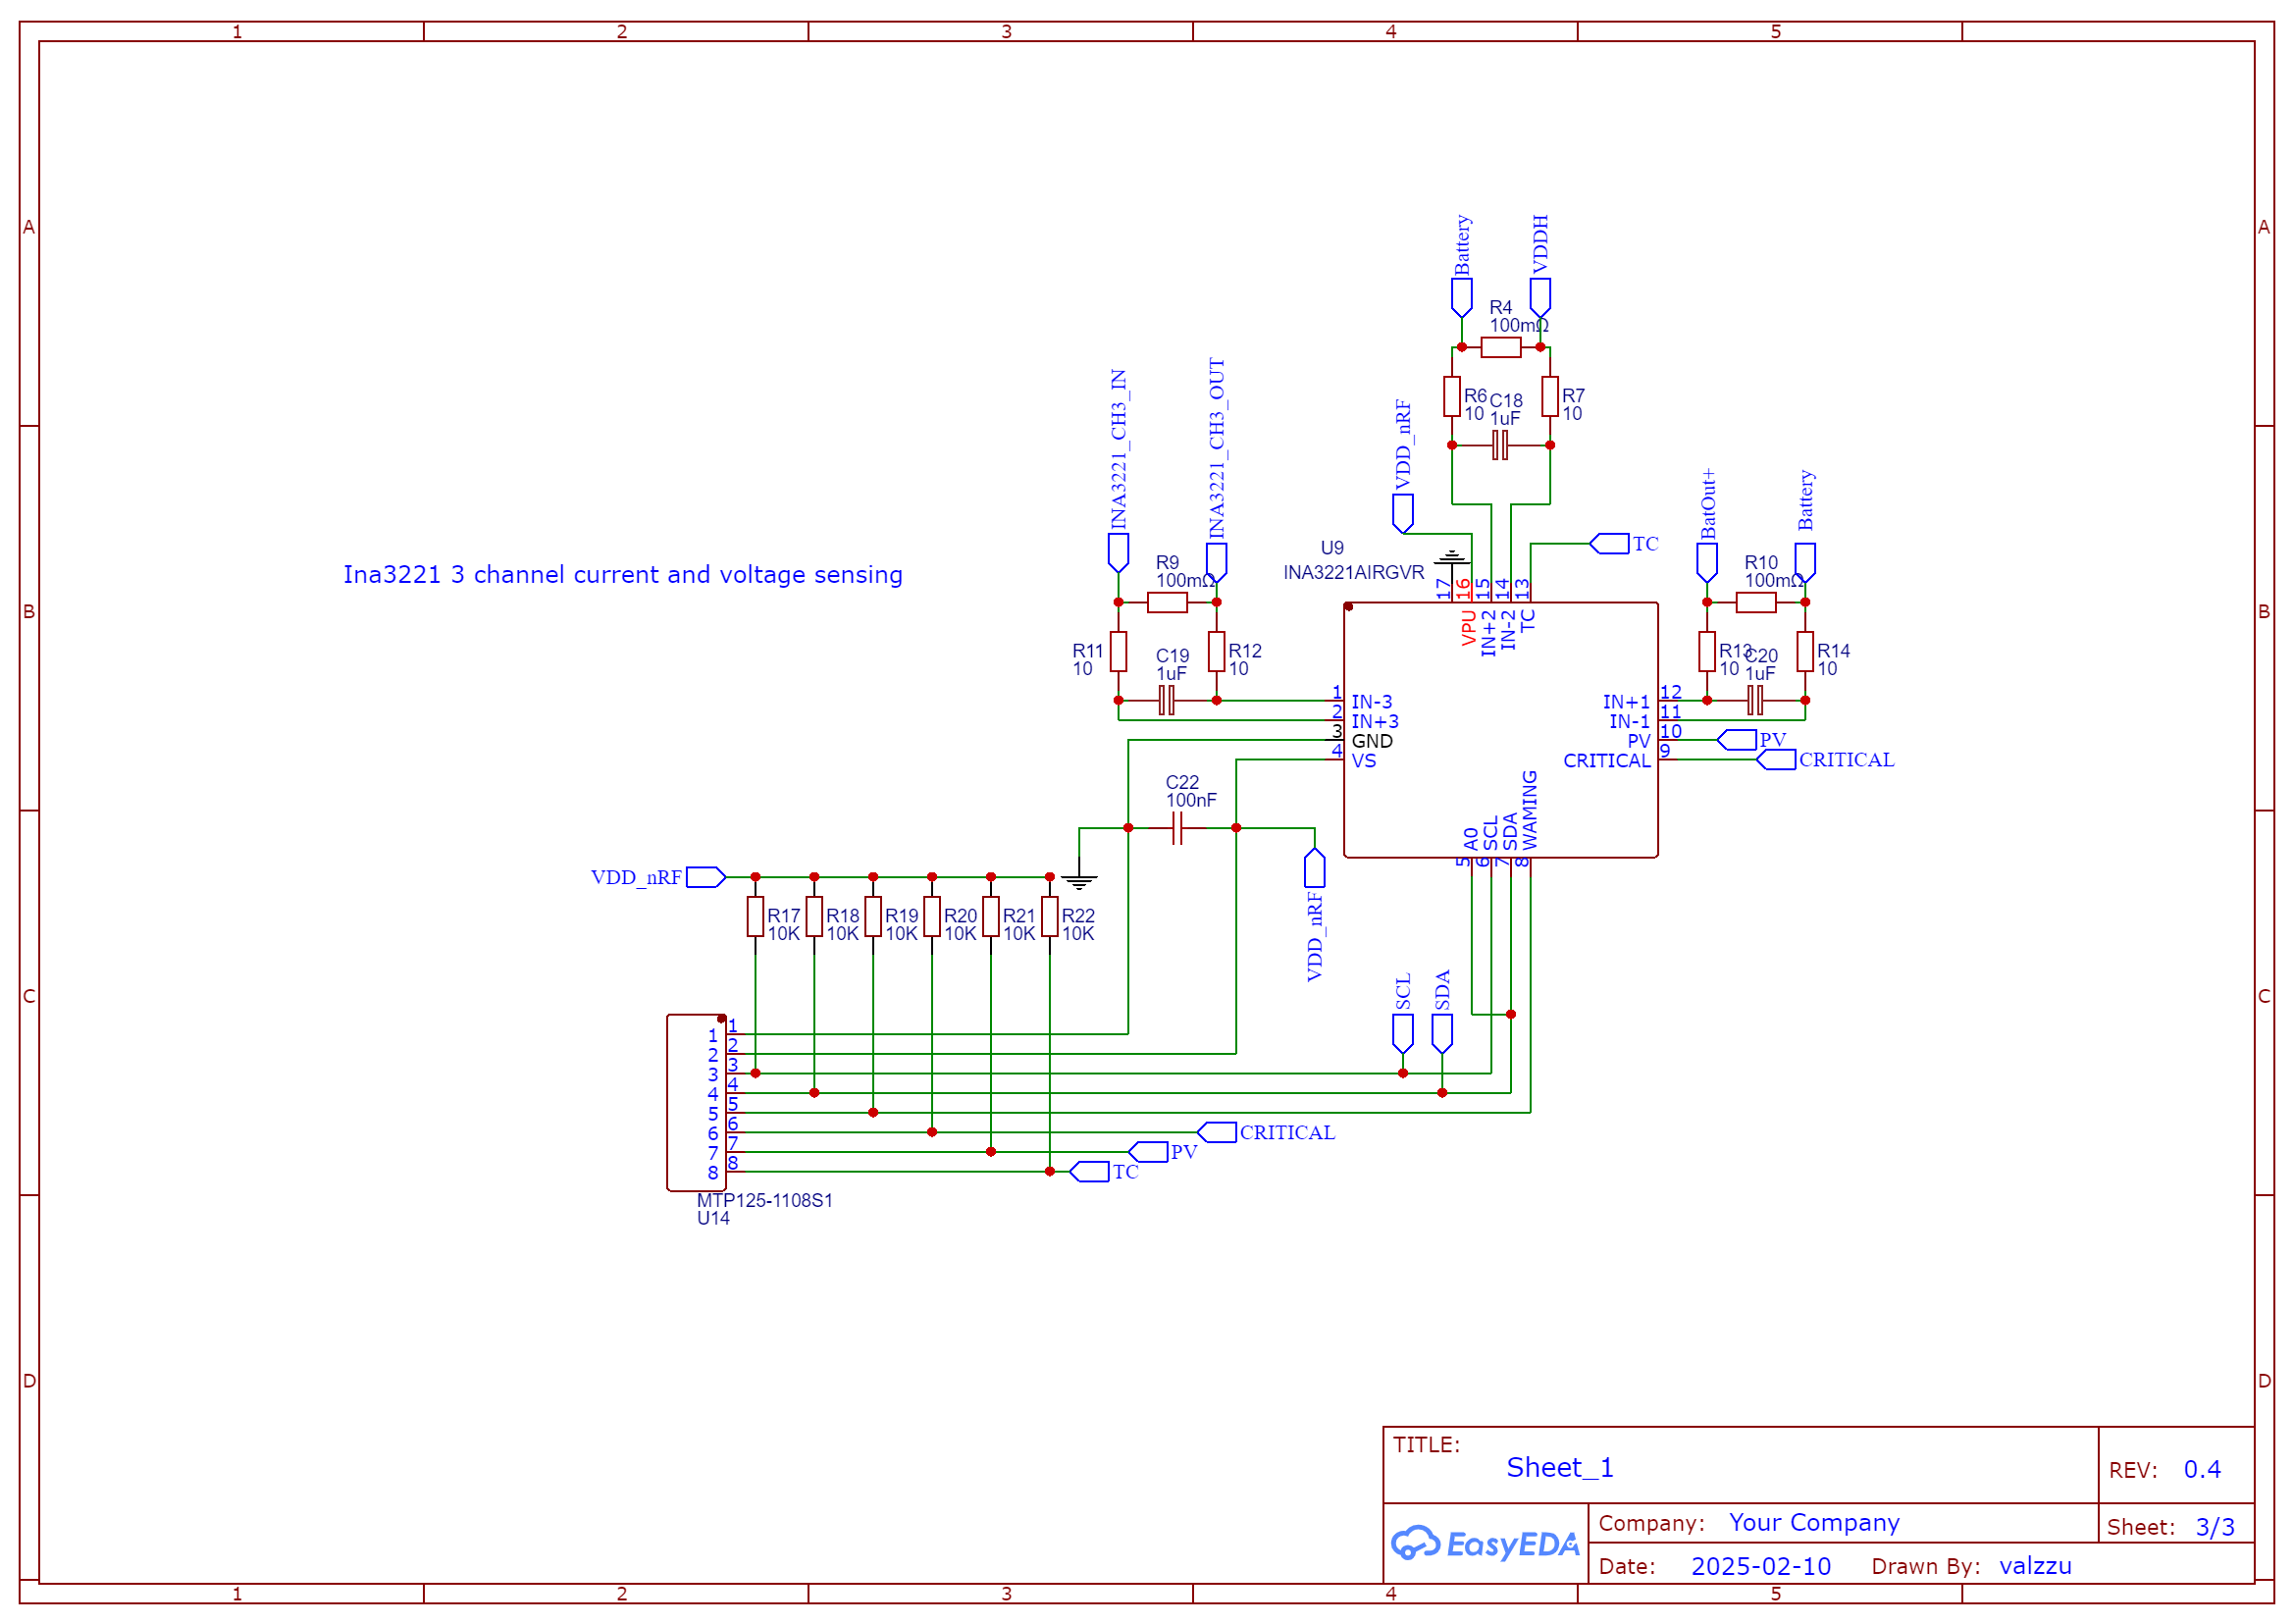 1 2 3 4 5
A A
Battery
VDDH
R4
100mΩ
INA3221_CH3_IN
INA3221_CH3_OUT
VDD_nRF
R6
10
C18
1uF
R7
10
BatOut+
Battery
TC
U9
INA3221AIRGVR
Ina3221 3 channel current and voltage sensing
R9
100mΩ
R10
100mΩ
17
16
15
14
13
VPU
IN+2
IN-2
TC
B B
R11
10
C19
1uF
R12
10
R13
10
C20
1uF
R14
10
1 IN-3
2 IN+3
3 GND
4 VS
IN+1 12
IN-1 11
PV 10
CRITICAL 9
PV
CRITICAL
C22
100nF
A0
SCL
SDA
WAMING
5
6
7
8
VDD_nRF
VDD_nRF
R17
10K
R18
10K
R19
10K
R20
10K
R21
10K
R22
10K
SCL
SDA
C C
1 1
2 2
3 3
4 4
5 5
6 6
7 7
8 8
CRITICAL
PV
TC
MTP125-1108S1
U14
D D
TITLE:
Sheet_1
REV: 0.4
EasyEDA
Company: Your Company
Sheet: 3/3
Date: 2025-02-10 Drawn By: valzzu
1 2 3 4 5